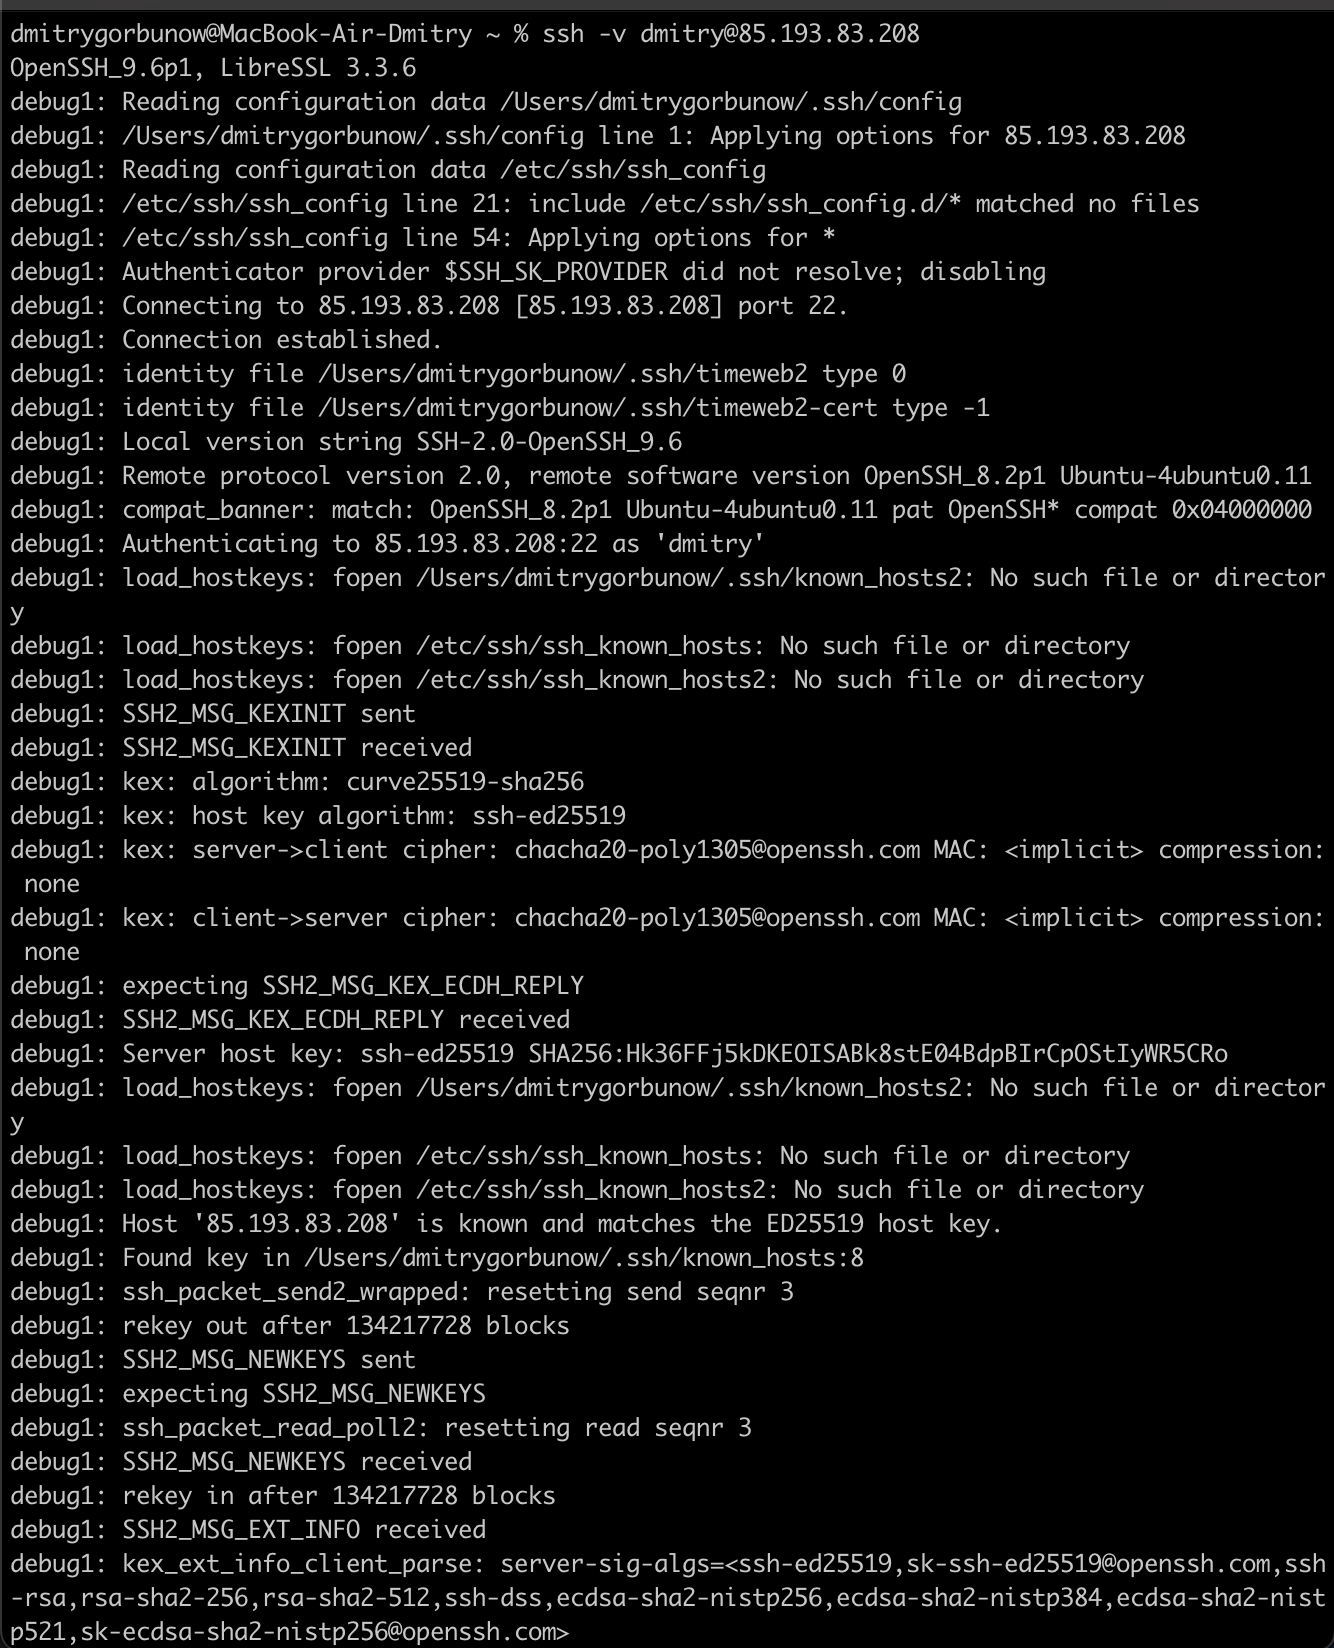 dmitrygorbunow@MacBook-Air-Dmitry ~ % ssh -v dmitry@85.193.83.208
OpenSSH_9.6p1, LibreSSL 3.3.6
debug1: Reading configuration data /Users/dmitrygorbunow/.ssh/config
debug1: /Users/dmitrygorbunow/.ssh/config line 1: Applying options for 85.193.83.208
debug1: Reading configuration data /etc/ssh/ssh_config
debug1: /etc/ssh/ssh_config line 21: include /etc/ssh/ssh_config.d/* matched no files
debug1: /etc/ssh/ssh_config line 54: Applying options for *
debug1: Authenticator provider $SSH_SK_PROVIDER did not resolve; disabling
debug1: Connecting to 85.193.83.208 [85.193.83.208] port 22.
debug1: Connection established.
debug1: identity file /Users/dmitrygorbunow/.ssh/timeweb2 type 0
debug1: identity file /Users/dmitrygorbunow/.ssh/timeweb2-cert type -1
debug1: Local version string SSH-2.0-OpenSSH_9.6
debug1: Remote protocol version 2.0, remote software version OpenSSH_8.2p1 Ubuntu-4ubuntu0.11
debug1: compat_banner: match: OpenSSH_8.2p1 Ubuntu-4ubuntu0.11 pat OpenSSH* compat 0x04000000
debug1: Authenticating to 85.193.83.208:22 as 'dmitry'
debug1: load_hostkeys: fopen /Users/dmitrygorbunow/.ssh/known_hosts2: No such file or director
y
debug1: load_hostkeys: fopen /etc/ssh/ssh_known_hosts: No such file or directory
debug1: load_hostkeys: fopen /etc/ssh/ssh_known_hosts2: No such file or directory
debug1: SSH2_MSG_KEXINIT sent
debug1: SSH2_MSG_KEXINIT received
debug1: kex: algorithm: curve25519-sha256
debug1: kex: host key algorithm: ssh-ed25519
debug1: kex: server->client cipher: chacha20-poly1305@openssh.com MAC: <implicit> compression:
 none
debug1: kex: client->server cipher: chacha20-poly1305@openssh.com MAC: <implicit> compression:
 none
debug1: expecting SSH2_MSG_KEX_ECDH_REPLY
debug1: SSH2_MSG_KEX_ECDH_REPLY received
debug1: Server host key: ssh-ed25519 SHA256:Hk36FFj5kDKEOISABk8stE04BdpBIrCpOStIyWR5CRo
debug1: load_hostkeys: fopen /Users/dmitrygorbunow/.ssh/known_hosts2: No such file or director
y
debug1: load_hostkeys: fopen /etc/ssh/ssh_known_hosts: No such file or directory
debug1: load_hostkeys: fopen /etc/ssh/ssh_known_hosts2: No such file or directory
debug1: Host '85.193.83.208' is known and matches the ED25519 host key.
debug1: Found key in /Users/dmitrygorbunow/.ssh/known_hosts:8
debug1: ssh_packet_send2_wrapped: resetting send seqnr 3
debug1: rekey out after 134217728 blocks
debug1: SSH2_MSG_NEWKEYS sent
debug1: expecting SSH2_MSG_NEWKEYS
debug1: ssh_packet_read_poll2: resetting read seqnr 3
debug1: SSH2_MSG_NEWKEYS received
debug1: rekey in after 134217728 blocks
debug1: SSH2_MSG_EXT_INFO received
debug1: kex_ext_info_client_parse: server-sig-algs=<ssh-ed25519,sk-ssh-ed25519@openssh.com,ssh
-rsa,rsa-sha2-256,rsa-sha2-512,ssh-dss,ecdsa-sha2-nistp256,ecdsa-sha2-nistp384,ecdsa-sha2-nist
p521,sk-ecdsa-sha2-nistp256@openssh.com>